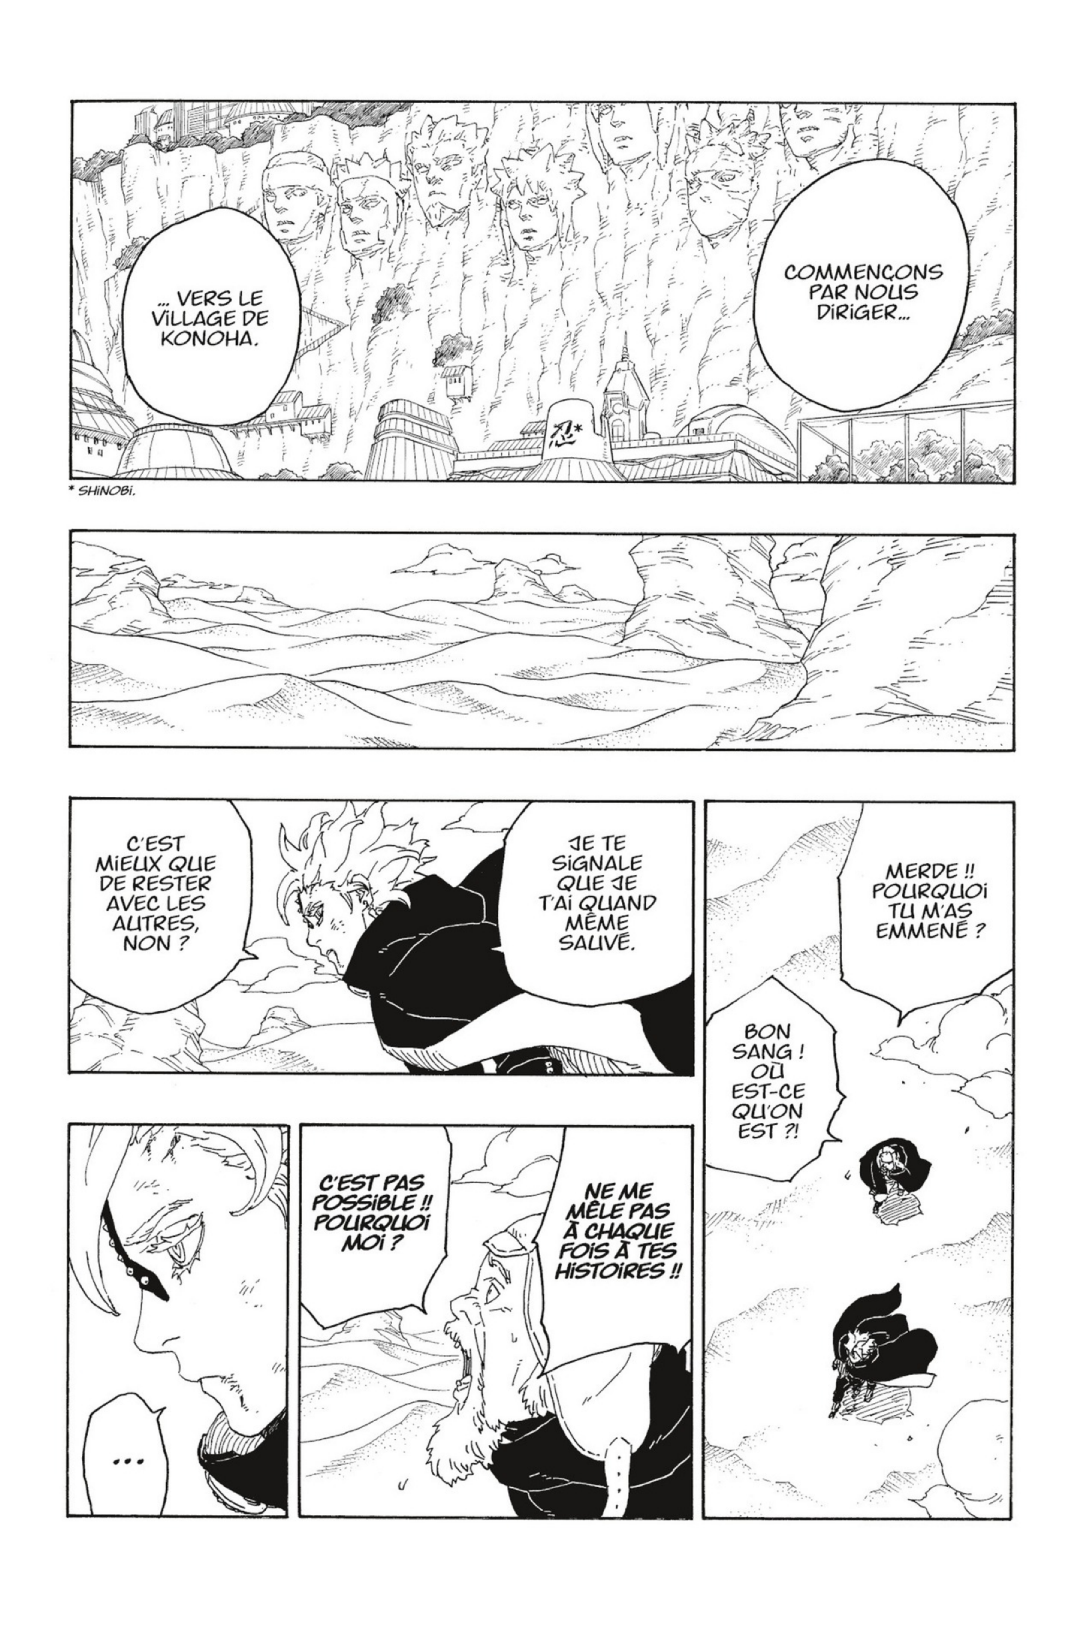 COMMENÇONS
PAR NOUS
DIRIGER...
... VERS LE
VILLAGE DE
KONOHA.
*
* SHINOBI.
MERDE !!
POURQUOI
TU M'AS
EMMENÉ ?
BON
SANG !
OÙ
EST-CE
QU'ON
EST ?!
JE TE
SIGNALE
QUE JE
T'AI QUAND
MÊME
SAUVÉ.
C'EST
MIEUX QUE
DE RESTER
AVEC LES
AUTRES,
NON ?
NE ME
MÊLE PAS
À CHAQUE
FOIS À TES
HISTOIRES !!
C'EST PAS
POSSIBLE !!
POURQUOI
MOI ?
...